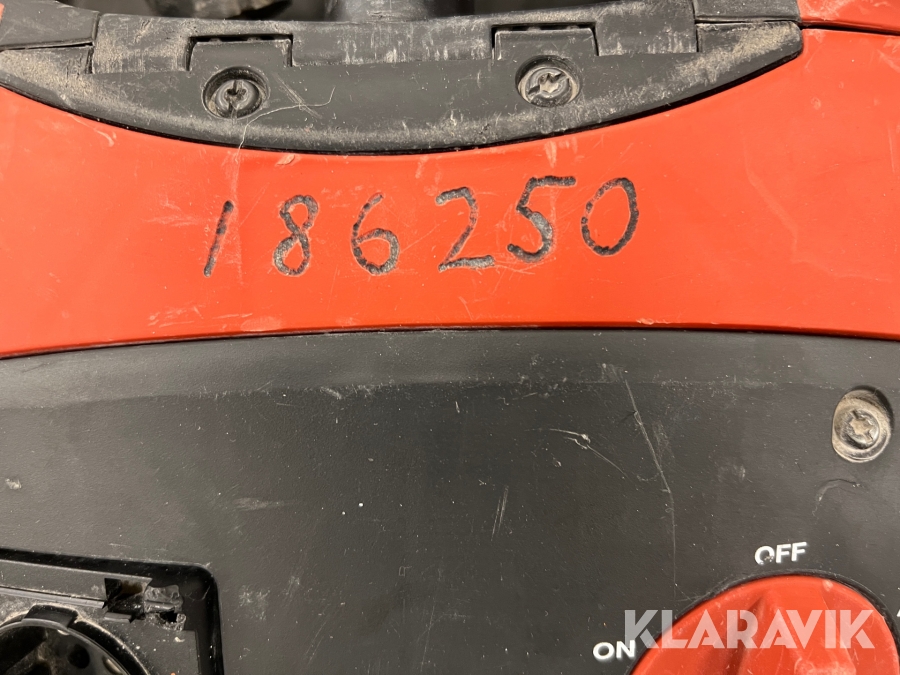 186250
OFF
ON
KLARAVIK